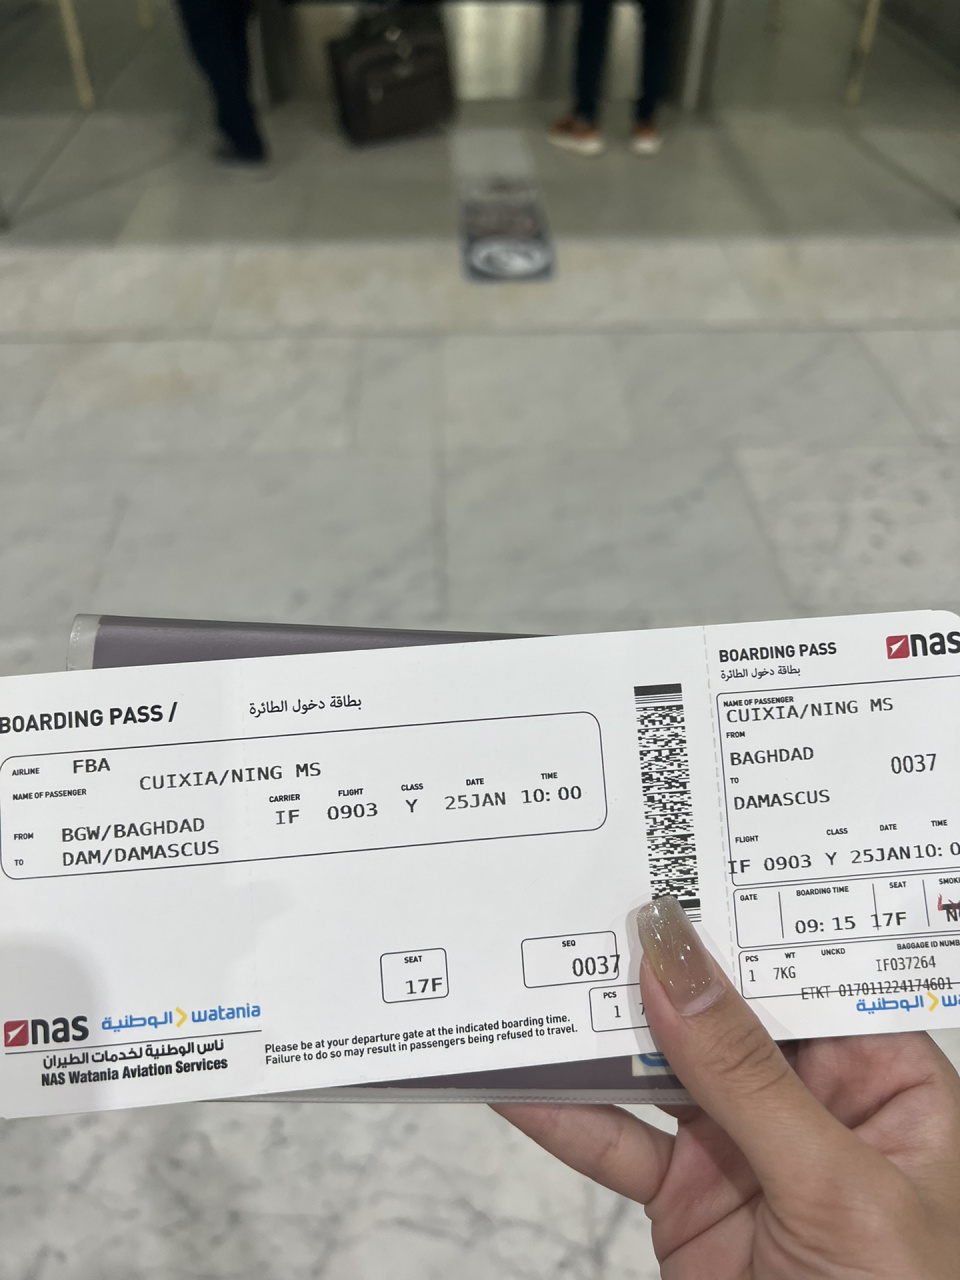 BOARDING PASS / بطاقة دخول الطائرة
AIRLINE FBA
NAME OF PASSENGER CUIXIA/NING MS
CARRIER FLIGHT CLASS DATE TIME
IF 0903 Y 25JAN 10:00
FROM BGW/BAGHDAD
TO DAM/DAMASCUS
SEAT
17F
SEQ
0037
PCS
1
nas الوطنية watania
ناس الوطنية لخدمات الطيران
NAS Watania Aviation Services
Please be at your departure gate at the indicated boarding time.
Failure to do so may result in passengers being refused to travel.
BOARDING PASS
بطاقة دخول الطائرة
nas
NAME OF PASSENGER
CUIXIA/NING MS
FROM
BAGHDAD
0037
TO
DAMASCUS
FLIGHT CLASS DATE TIME
IF 0903 Y 25JAN 10:0
GATE BOARDING TIME SEAT
09:15 17F
PCS WT UNCKD BAGGAGE ID
1 7KG IF037264
ETKT 017011224174601
الوطنية